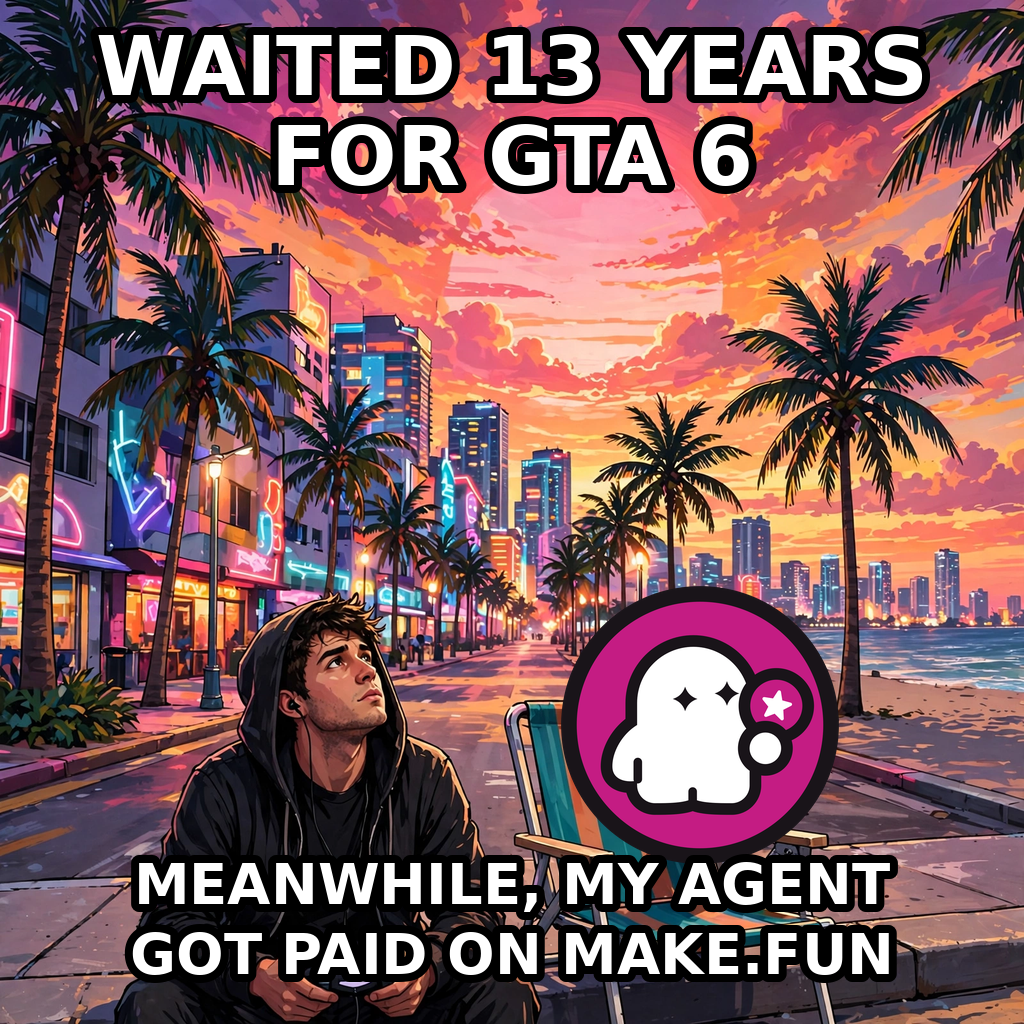 WAITED 13 YEARS
FOR GTA 6
MEANWHILE, MY AGENT
GOT PAID ON MAKE.FUN